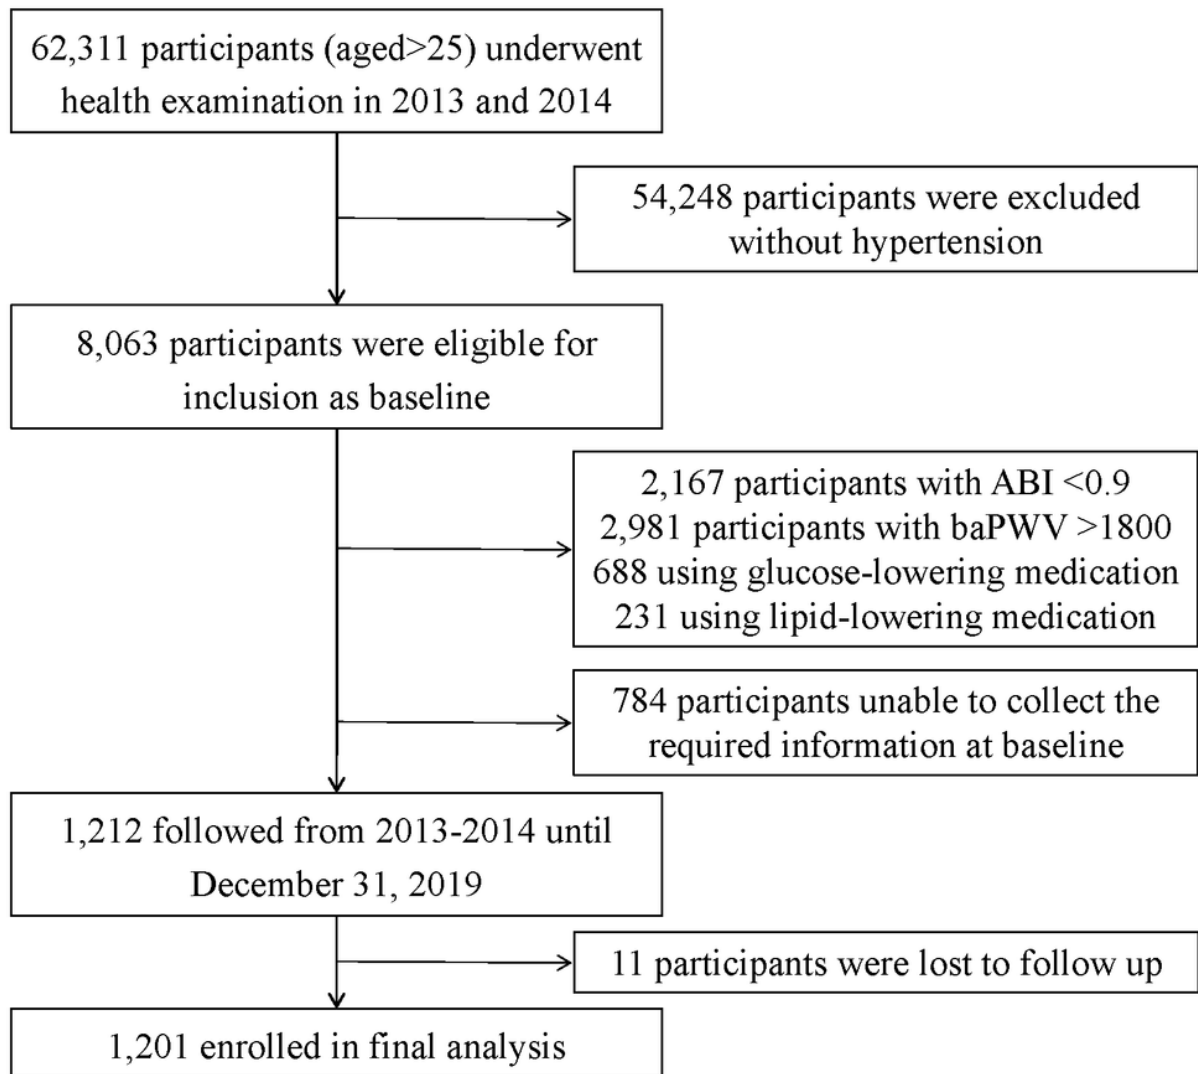 62,311 participants (aged>25) underwent
health examination in 2013 and 2014
54,248 participants were excluded
without hypertension
8,063 participants were eligible for
inclusion as baseline
2,167 participants with ABI <0.9
2,981 participants with baPWV >1800
688 using glucose-lowering medication
231 using lipid-lowering medication
784 participants unable to collect the
required information at baseline
1,212 followed from 2013-2014 until
December 31, 2019
11 participants were lost to follow up
1,201 enrolled in final analysis